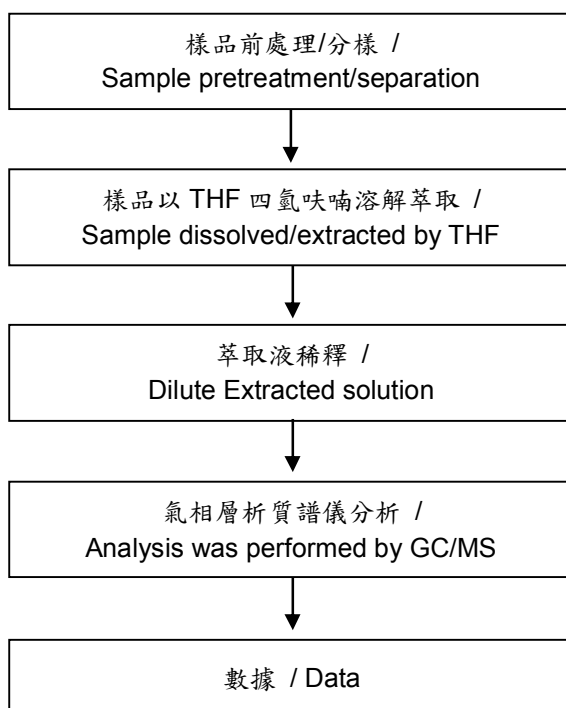 樣品前處理/分樣 /
Sample pretreatment/separation
樣品以 THF 四氫呋喃溶解萃取 /
Sample dissolved/extracted by THF
萃取液稀釋 /
Dilute Extracted solution
氣相層析質譜儀分析 /
Analysis was performed by GC/MS
數據 / Data